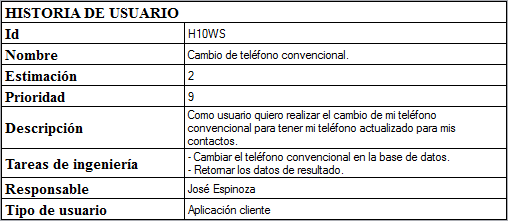 HISTORIA DE USUARIO
Id H10WS
Nombre Cambio de teléfono convencional.
Estimación 2
Prioridad 9
Descripción Como usuario quiero realizar el cambio de mi teléfono
convencional para tener mi teléfono actualizado para mis
contactos.
Tareas de ingeniería - Cambiar el teléfono convencional en la base de datos.
- Retornar los datos de resultado.
Responsable José Espinoza
Tipo de usuario Aplicación cliente